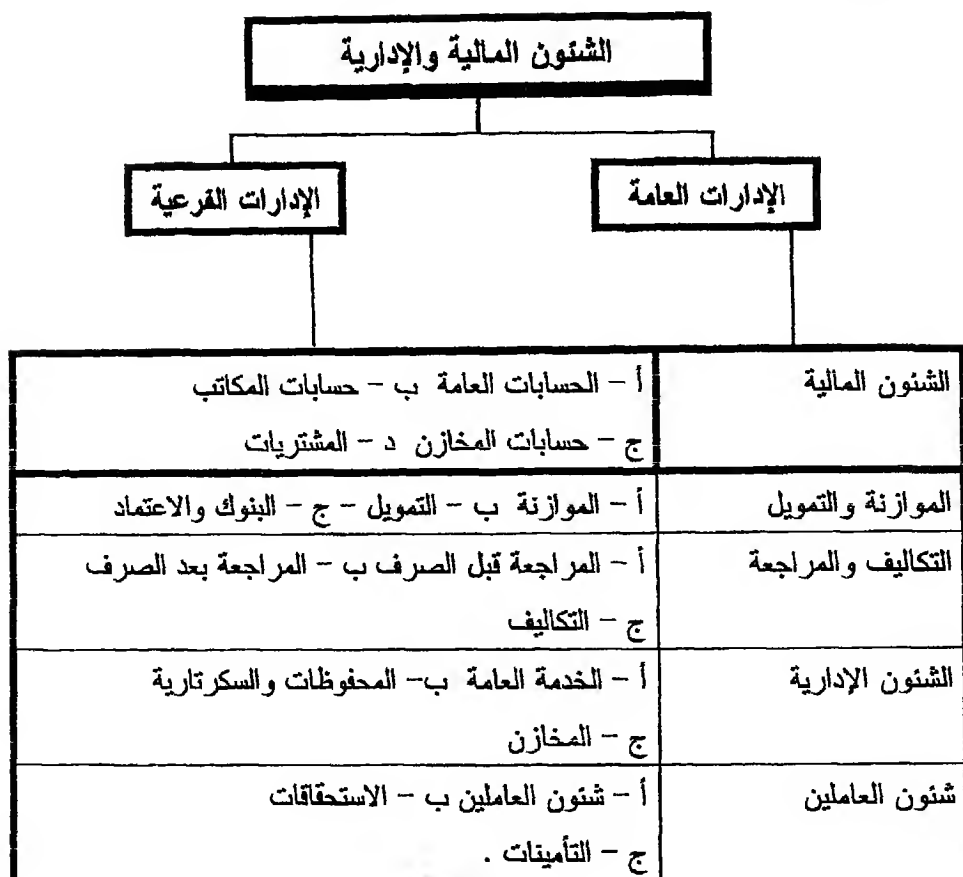 الشئون المالية والإدارية
الإدارات العامة
الإدارات الفرعية
الشئون المالية
أ – الحسابات العامة ب – حسابات المكاتب
ج – حسابات المخازن د – المشتريات
الموازنة والتمويل
أ – الموازنة ب – التمويل – ج – البنوك والاعتماد
التكاليف والمراجعة
أ – المراجعة قبل الصرف ب – المراجعة بعد الصرف
ج – التكاليف
الشئون الإدارية
أ – الخدمة العامة ب– المحفوظات والسكرتارية
ج – المخازن
شئون العاملين
أ – شئون العاملين ب – الاستحقاقات
ج – التأمينات .